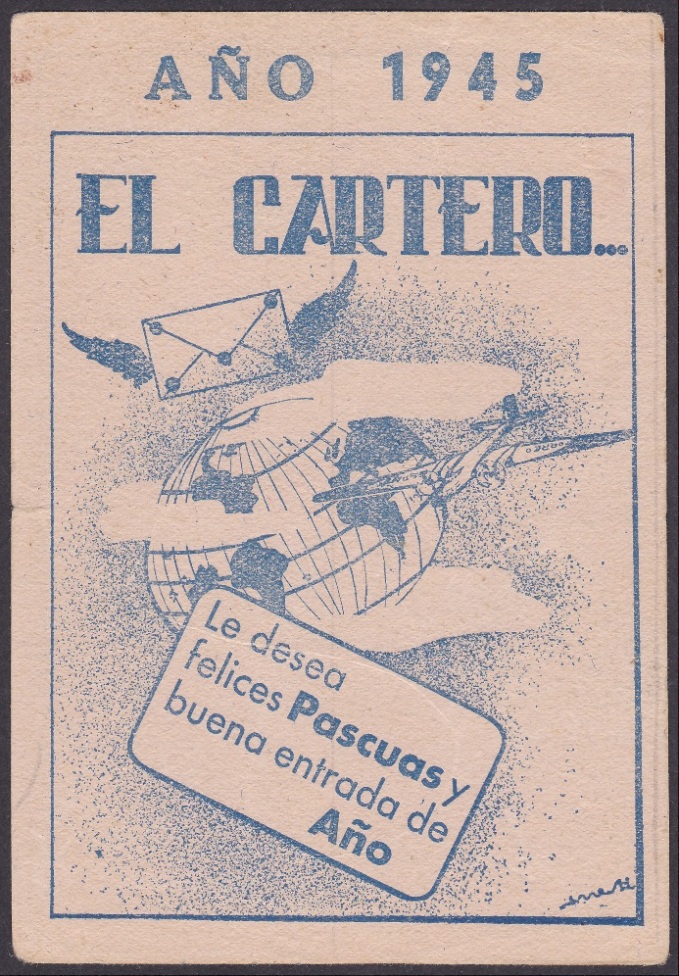 AÑO 1945
EL CARTERO...
Le desea
felices Pascuas y
buena entrada de
Año